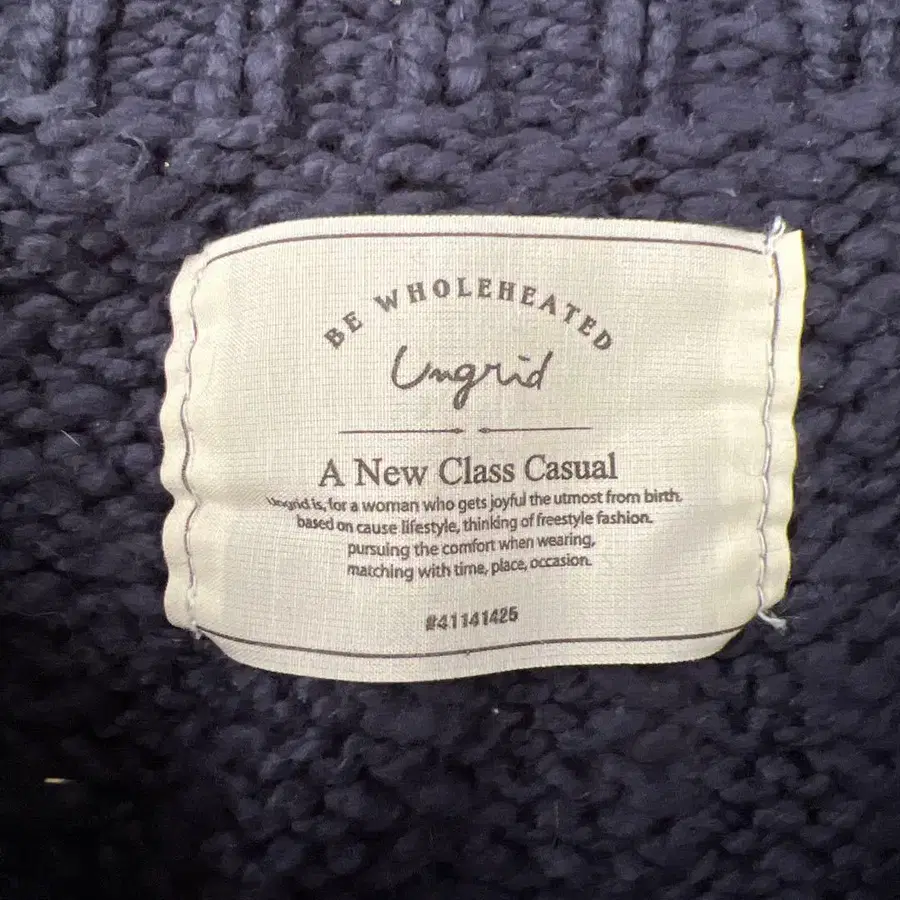 BE WHOLEHEATED
Ungrid
A New Class Casual
Ungrid is, for a woman who gets joyful the utmost from birth,
based on cause lifestyle, thinking of freestyle fashion.
pursuing the comfort when wearing,
matching with time, place, occasion.
#41141425